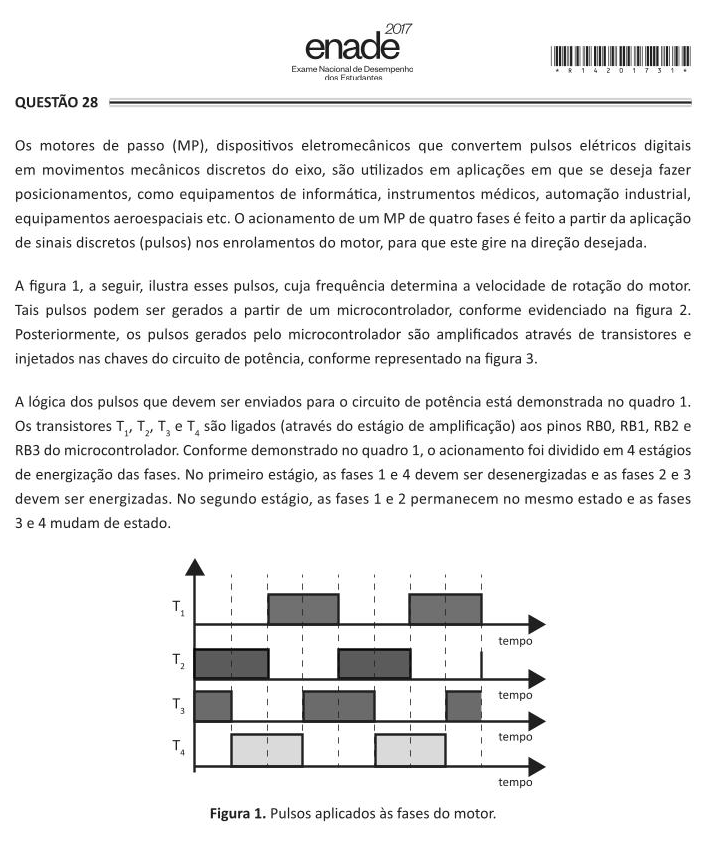 2017
enade
Exame Nacional de Desempenho
dos Estudantes
* R 1 4 2 0 1 7 3 1 *
QUESTÃO 28
Os motores de passo (MP), dispositivos eletromecânicos que convertem pulsos elétricos digitais
em movimentos mecânicos discretos do eixo, são utilizados em aplicações em que se deseja fazer
posicionamentos, como equipamentos de informática, instrumentos médicos, automação industrial,
equipamentos aeroespaciais etc. O acionamento de um MP de quatro fases é feito a partir da aplicação
de sinais discretos (pulsos) nos enrolamentos do motor, para que este gire na direção desejada.
A figura 1, a seguir, ilustra esses pulsos, cuja frequência determina a velocidade de rotação do motor.
Tais pulsos podem ser gerados a partir de um microcontrolador, conforme evidenciado na figura 2.
Posteriormente, os pulsos gerados pelo microcontrolador são amplificados através de transistores e
injetados nas chaves do circuito de potência, conforme representado na figura 3.
A lógica dos pulsos que devem ser enviados para o circuito de potência está demonstrada no quadro 1.
Os transistores T1, T2, T3 e T4 são ligados (através do estágio de amplificação) aos pinos RB0, RB1, RB2 e
RB3 do microcontrolador. Conforme demonstrado no quadro 1, o acionamento foi dividido em 4 estágios
de energização das fases. No primeiro estágio, as fases 1 e 4 devem ser desenergizadas e as fases 2 e 3
devem ser energizadas. No segundo estágio, as fases 1 e 2 permanecem no mesmo estado e as fases
3 e 4 mudam de estado.
T1
tempo
T2
tempo
T3
tempo
T4
tempo
Figura 1. Pulsos aplicados às fases do motor.